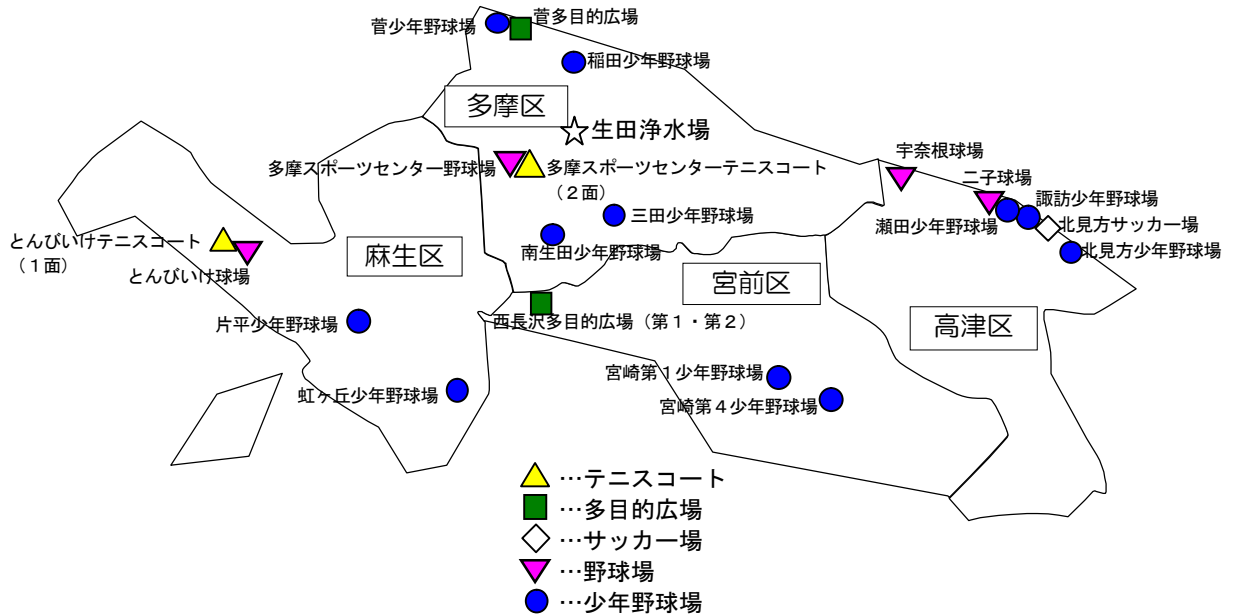 菅多目的広場
菅少年野球場
稲田少年野球場
多摩区
生田浄水場
宇奈根球場
多摩スポーツセンター野球場
多摩スポーツセンターテニスコート
（２面）
二子球場
諏訪少年野球場
三田少年野球場
瀬田少年野球場
北見方サッカー場
とんびいけテニスコート
（１面）
麻生区
南生田少年野球場
北見方少年野球場
とんびいけ球場
宮前区
片平少年野球場
西長沢多目的広場（第１・第２）
高津区
宮崎第１少年野球場
虹ヶ丘少年野球場
宮崎第４少年野球場
…テニスコート
…多目的広場
…サッカー場
…野球場
…少年野球場